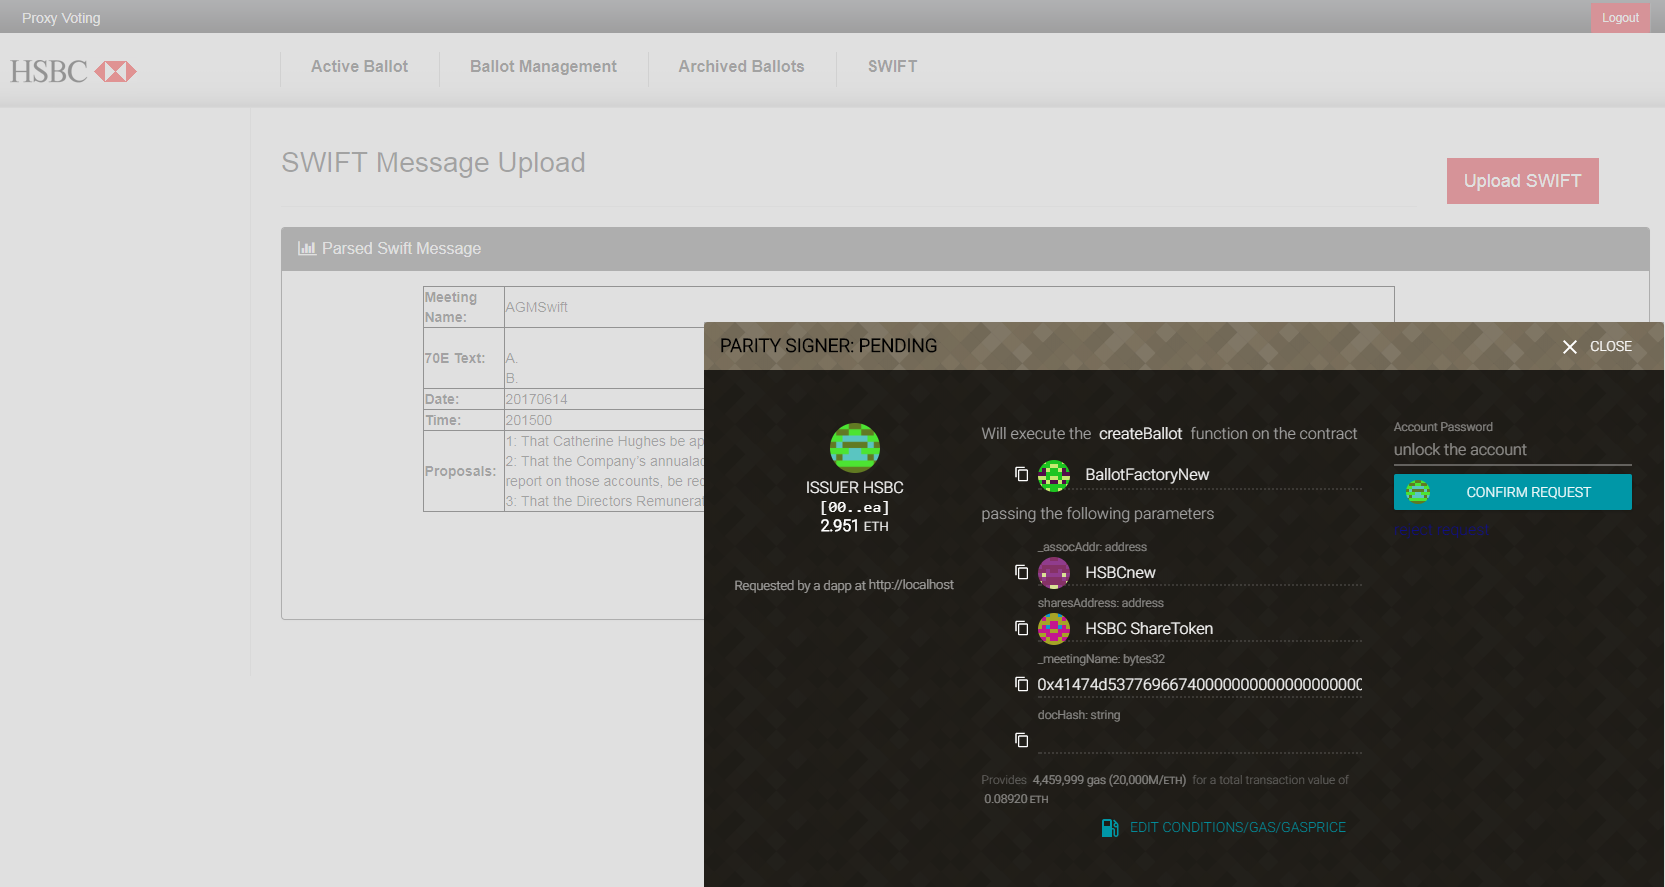 Proxy Voting
Logout
HSBC
Active Ballot
Ballot Management
Archived Ballots
SWIFT
SWIFT Message Upload
Upload SWIFT
Parsed Swift Message
Meeting Name:
AGMSwift
70E Text:
A.
B.
Date:
20170614
Time:
201500
Proposals:
1: That Catherine Hughes be ap
2: That the Company's annualac
report on those accounts, be rec
3: That the Directors Remunerat
PARITY SIGNER: PENDING
CLOSE
ISSUER HSBC
[00..ea]
2.951 ETH
Requested by a dapp at http://localhost
Will execute the createBallot function on the contract
BallotFactoryNew
passing the following parameters
_assocAddr: address
HSBCnew
sharesAddress: address
HSBC ShareToken
_meetingName: bytes32
docHash: string
Provides 4,459,999 gas (20,000M/ETH) for a total transaction value of
0.08920 ETH
EDIT CONDITIONS/GAS/GASPRICE
Account Password
unlock the account
CONFIRM REQUEST
reject request